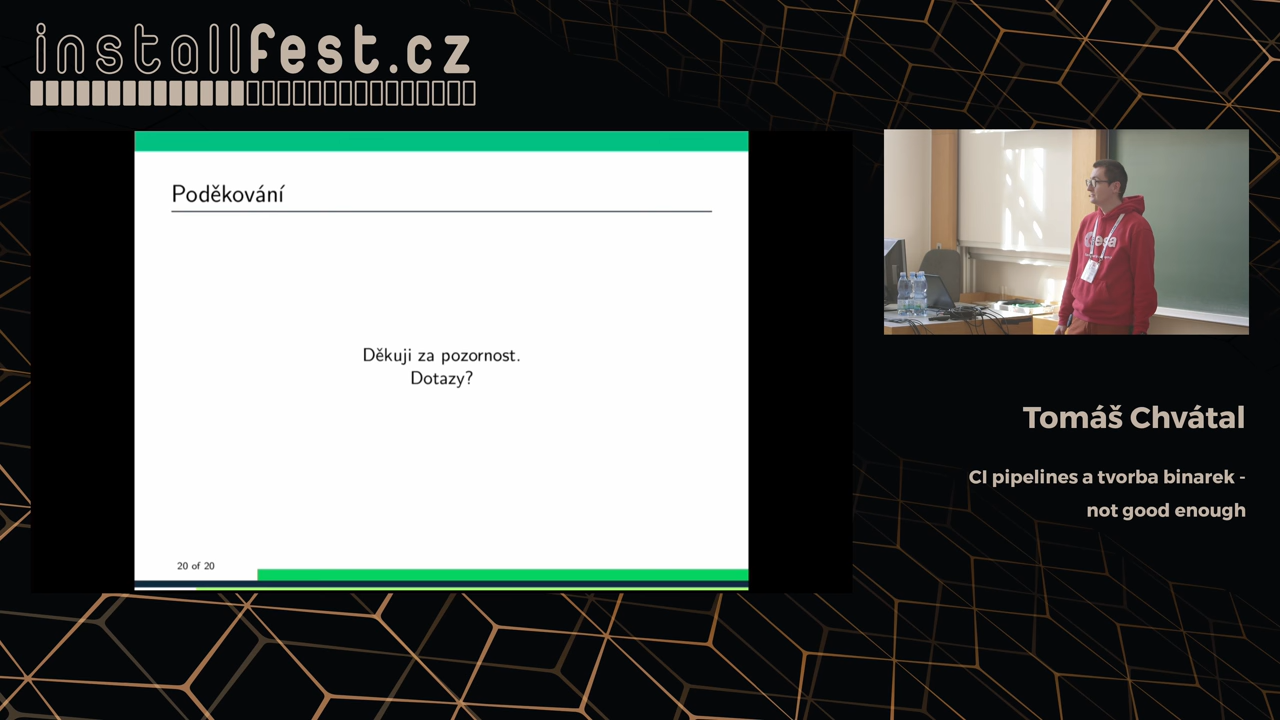 installfest.cz
Poděkování
Děkuji za pozornost.
Dotazy?
20 of 20
esa
Tomáš Chvátal
CI pipelines a tvorba binarek -
not good enough